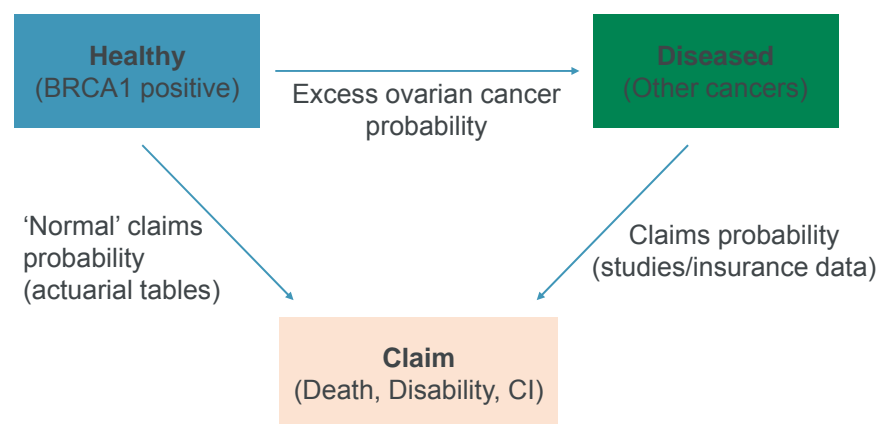 Healthy
(BRCA1 positive)
Diseased
(Other cancers)
Excess ovarian cancer
probability
‘Normal’ claims
probability
(actuarial tables)
Claims probability
(studies/insurance data)
Claim
(Death, Disability, CI)